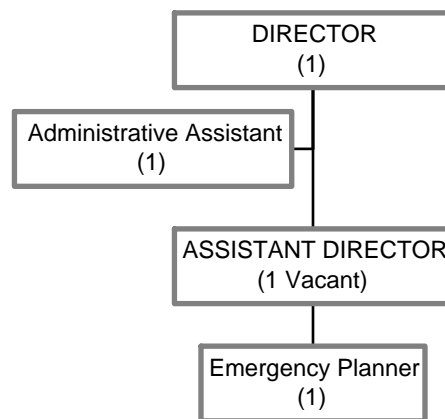 DIRECTOR
(1)
Administrative Assistant
(1)
ASSISTANT DIRECTOR
(1 Vacant)
Emergency Planner
(1)